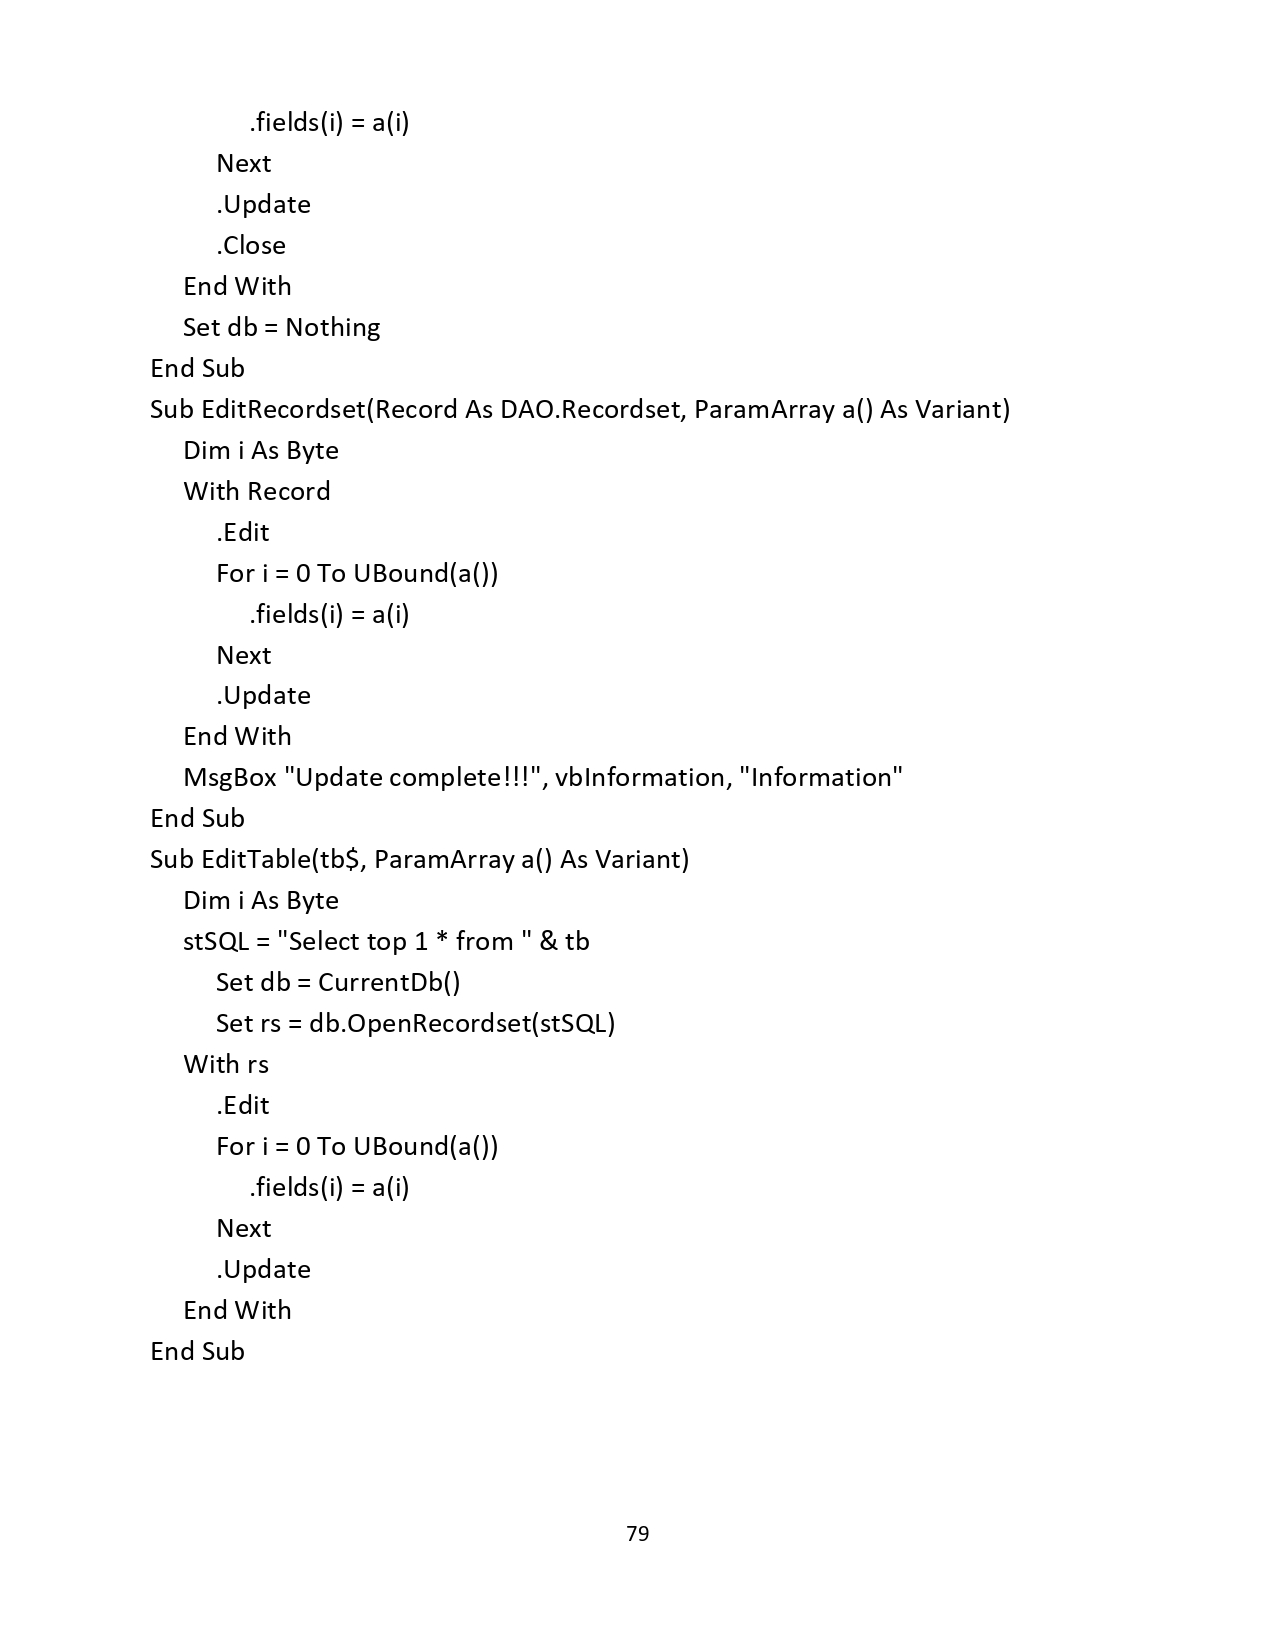 .fields(i) = a(i)
Next
.Update
.Close
End With
Set db = Nothing
End Sub
Sub EditRecordset(Record As DAO.Recordset, ParamArray a() As Variant)
Dim i As Byte
With Record
.Edit
For i = 0 To UBound(a())
.fields(i) = a(i)
Next
.Update
End With
MsgBox "Update complete!!!", vbInformation, "Information"
End Sub
Sub EditTable(tb$, ParamArray a() As Variant)
Dim i As Byte
stSQL = "Select top 1 * from " & tb
Set db = CurrentDb()
Set rs = db.OpenRecordset(stSQL)
With rs
.Edit
For i = 0 To UBound(a())
.fields(i) = a(i)
Next
.Update
End With
End Sub
79